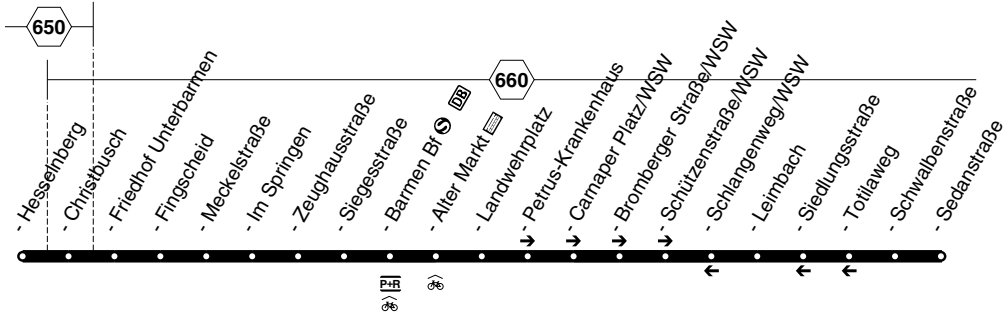 650
660
- Hesselnberg
- Christbusch
- Friedhof Unterbarmen
- Fingscheid
- Meckelstraße
- Im Springen
- Zeughausstraße
- Siegesstraße
- Barmen Bf S DB
- Alter Markt
- Landwehrplatz
- Petrus-Krankenhaus
- Carnaper Platz/WSW
- Bromberger Straße/WSW
- Schützenstraße/WSW
- Schlangenweg/WSW
- Leimbach
- Siedlungsstraße
- Totilaweg
- Schwalbenstraße
- Sedanstraße
P+R